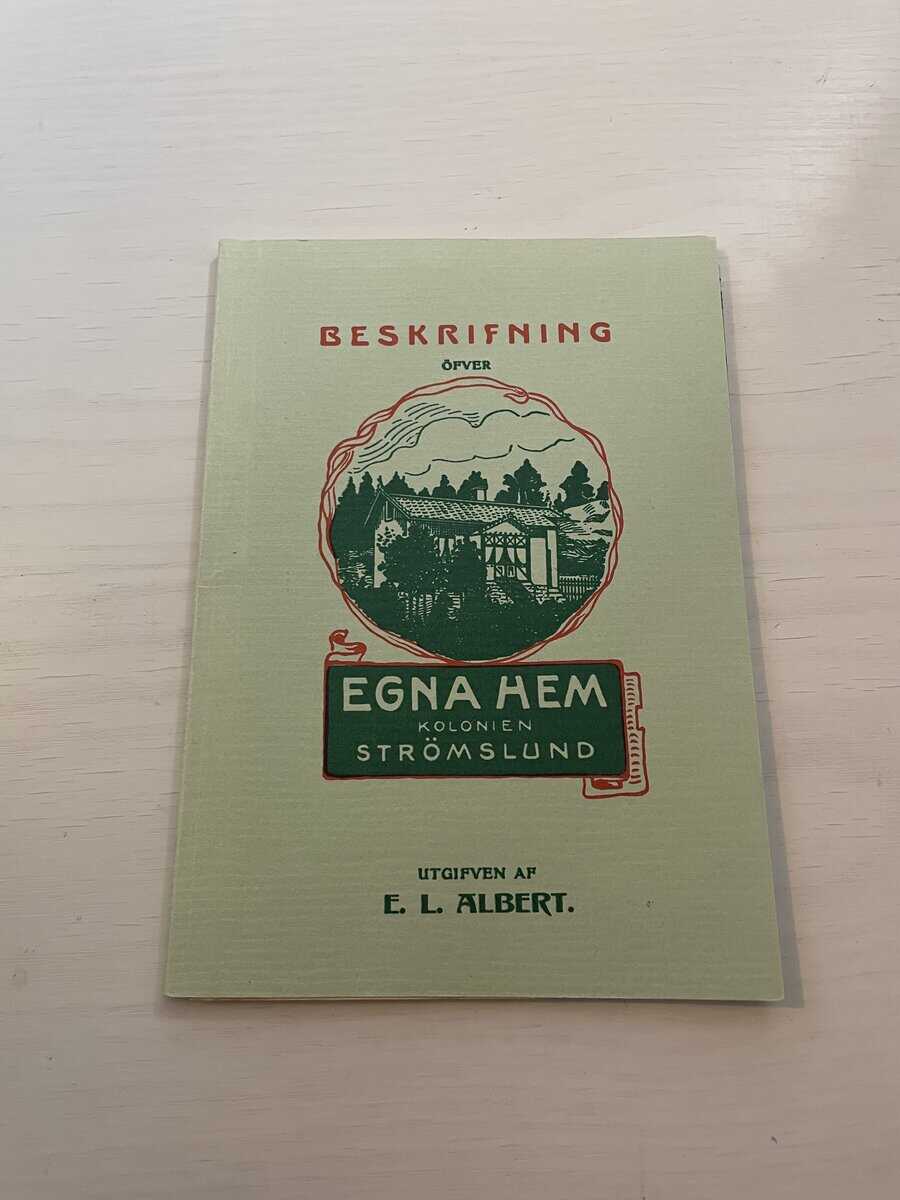 BESKRIFNING
ÖFVER
EGNA HEM
KOLONIEN
STRÖMSLUND
UTGIFVEN AF
E. L. ALBERT.